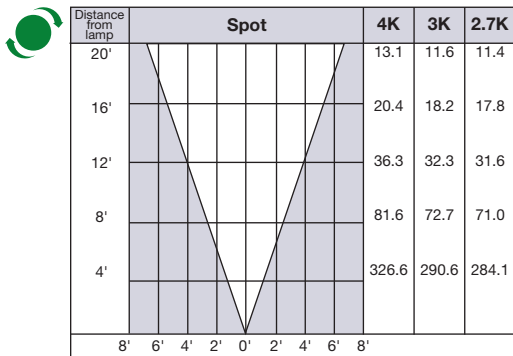 Distance from lamp Spot 4K 3K 2.7K
20' 13.1 11.6 11.4
16' 20.4 18.2 17.8
12' 36.3 32.3 31.6
8' 81.6 72.7 71.0
4' 326.6 290.6 284.1
8' 6' 4' 2' 0' 2' 4' 6' 8'